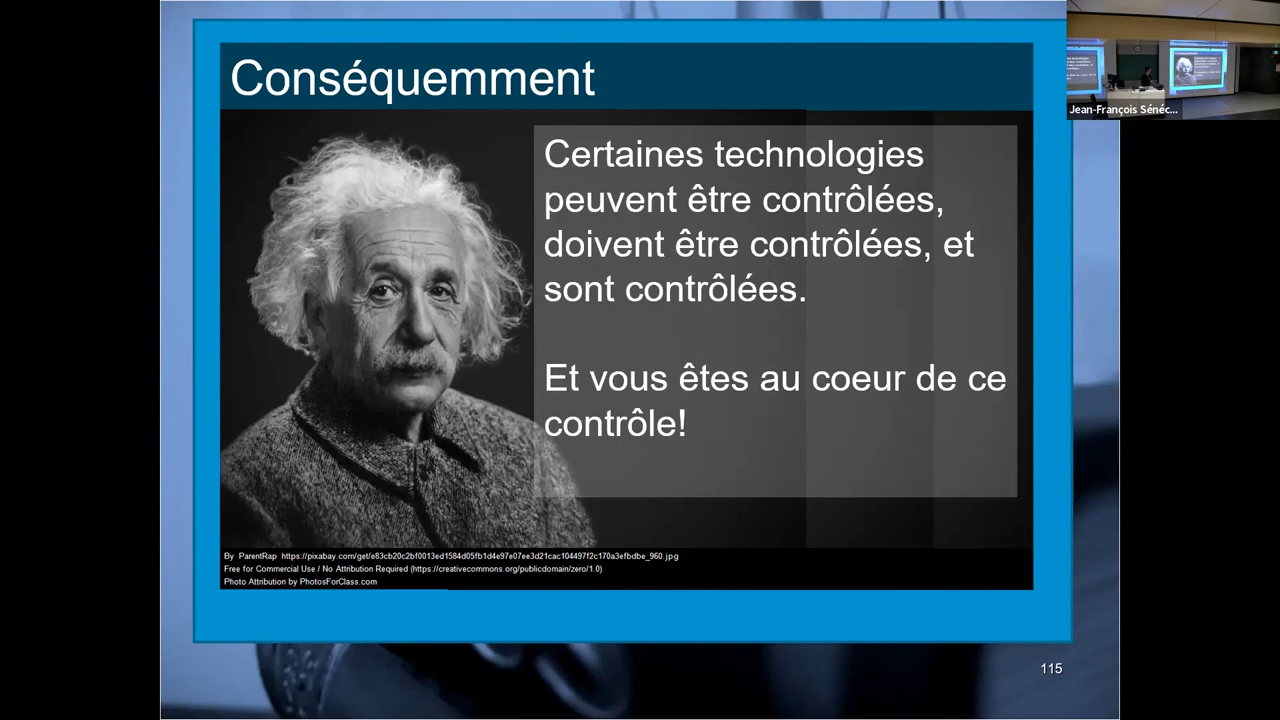 Conséquemment
Certaines technologies
peuvent être contrôlées,
doivent être contrôlées, et
sont contrôlées.
Et vous êtes au coeur de ce
contrôle!
By ParentRap https://pixabay.com/get/e83cb20c2bf0013ed1584d05fb1d4e97e07ee3d21cac104497f2c170a3efbdbe_960.jpg
Free for Commercial Use / No Attribution Required (https://creativecommons.org/publicdomain/zero/1.0)
Photo Attribution by PhotosForClass.com
115
Jean-François Sénéc...